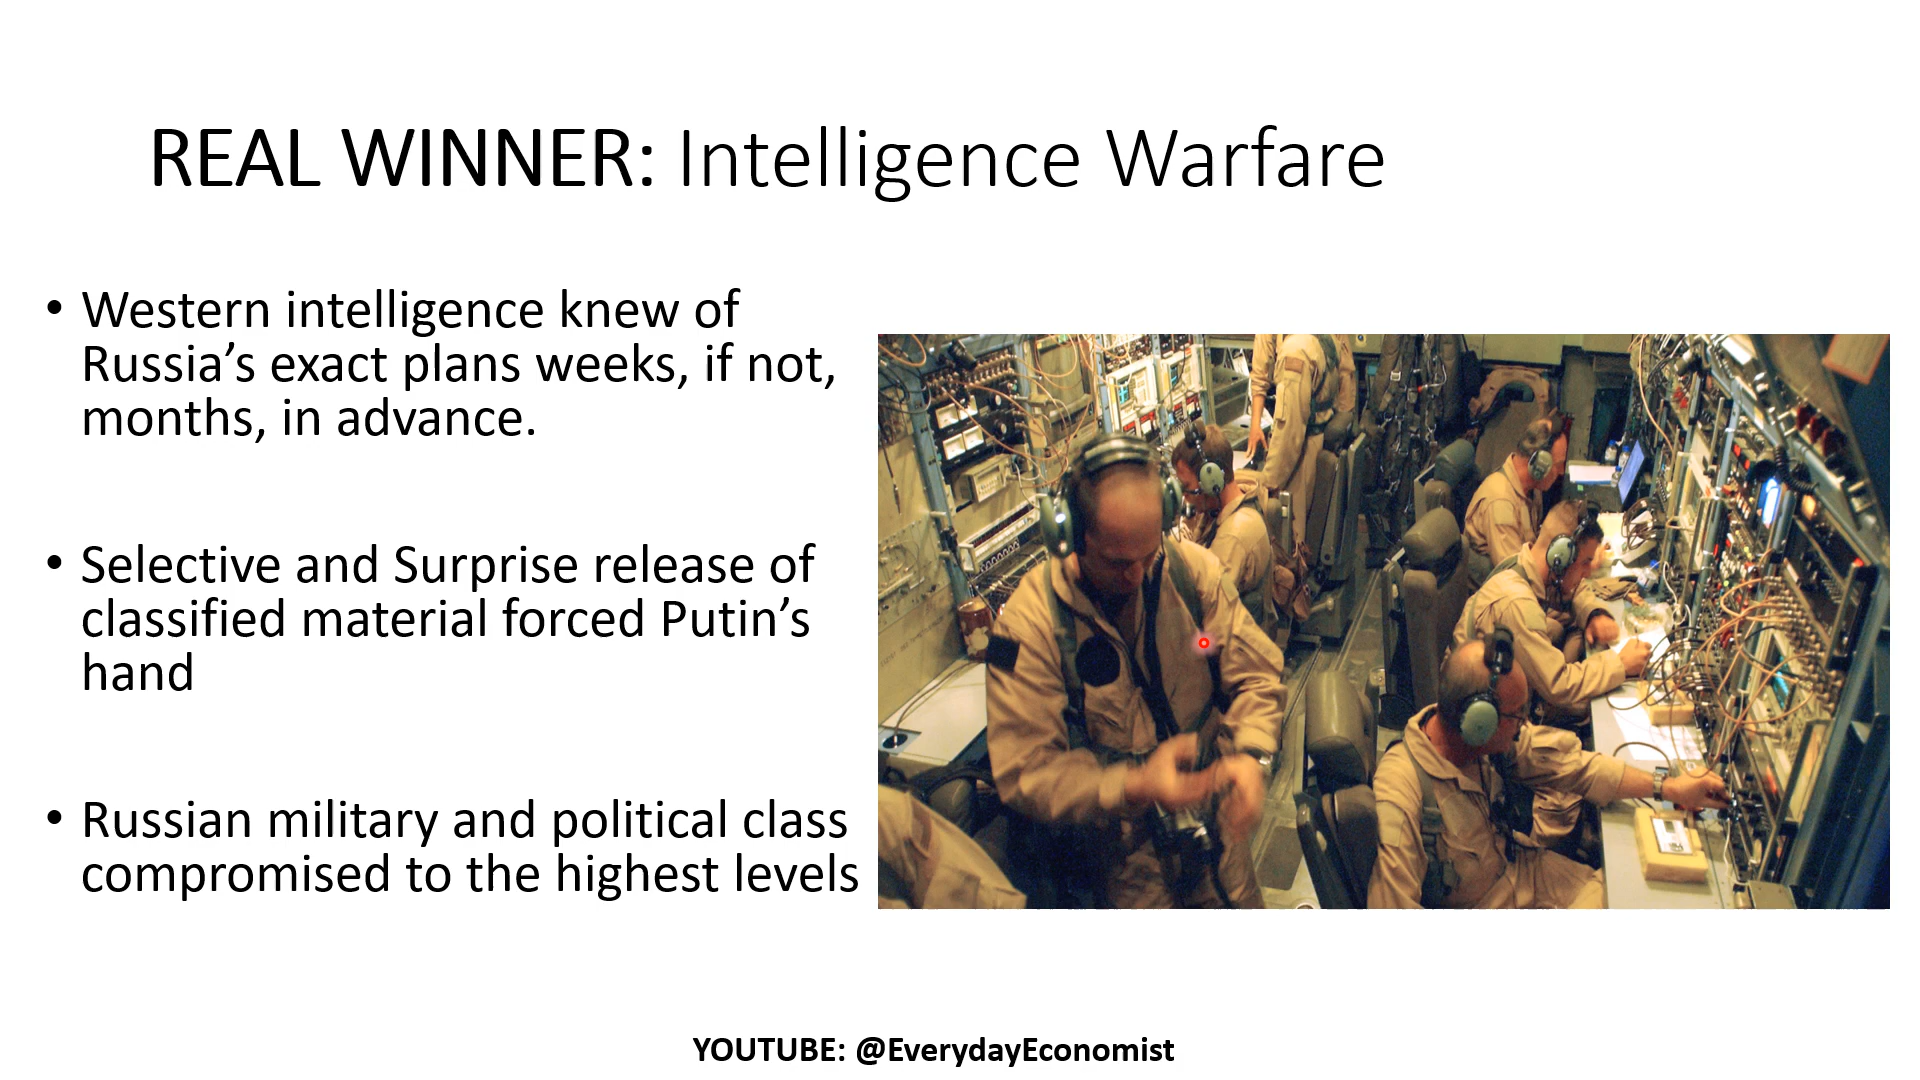 REAL WINNER: Intelligence Warfare
• Western intelligence knew of
Russia’s exact plans weeks, if not,
months, in advance.
• Selective and Surprise release of
classified material forced Putin’s
hand
• Russian military and political class
compromised to the highest levels
YOUTUBE: @EverydayEconomist